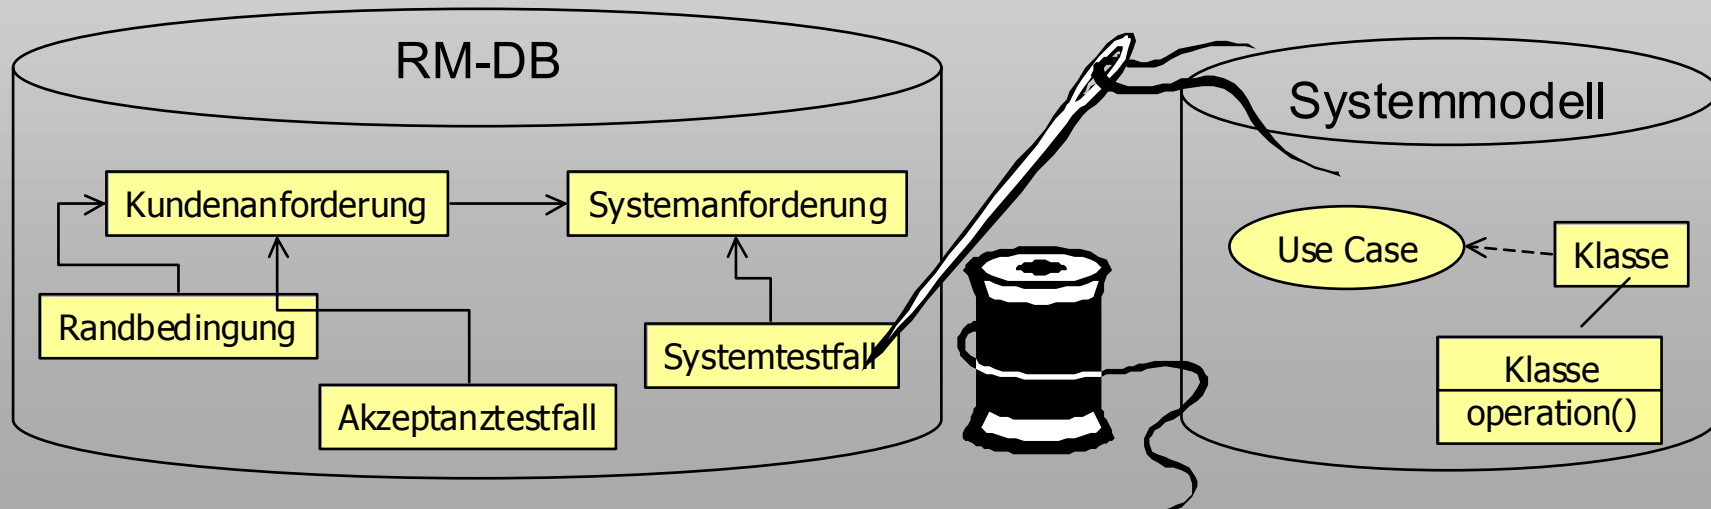 RM-DB
Systemmodell
Kundenanforderung
Systemanforderung
Use Case
Klasse
Randbedingung
Systemtestfall
Akzeptanztestfall
Klasse
operation()